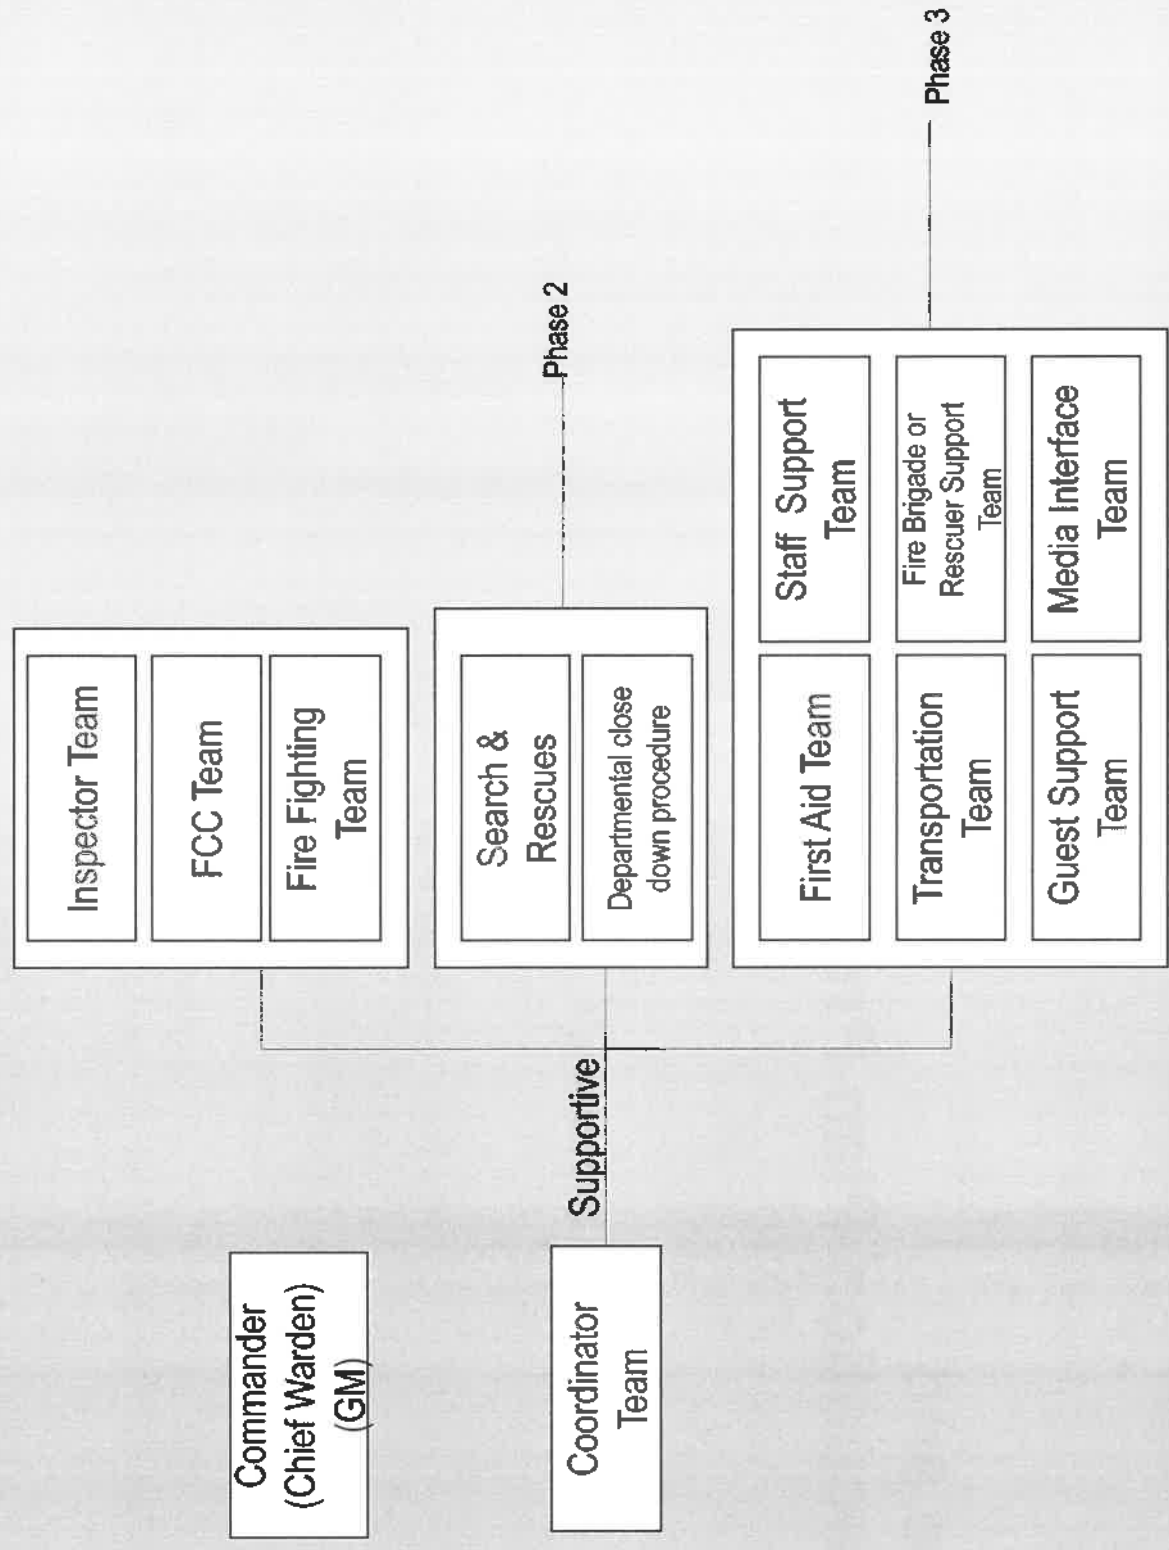 Commander
(Chief Warden)
(GM)
Coordinator
Team
Supportive
Inspector Team
FCC Team
Fire Fighting
Team
Search &
Rescues
Departmental close
down procedure
Phase 2
First Aid Team
Staff Support
Team
Transportation
Team
Fire Brigade or
Rescuer Support
Team
Guest Support
Team
Media Interface
Team
Phase 3